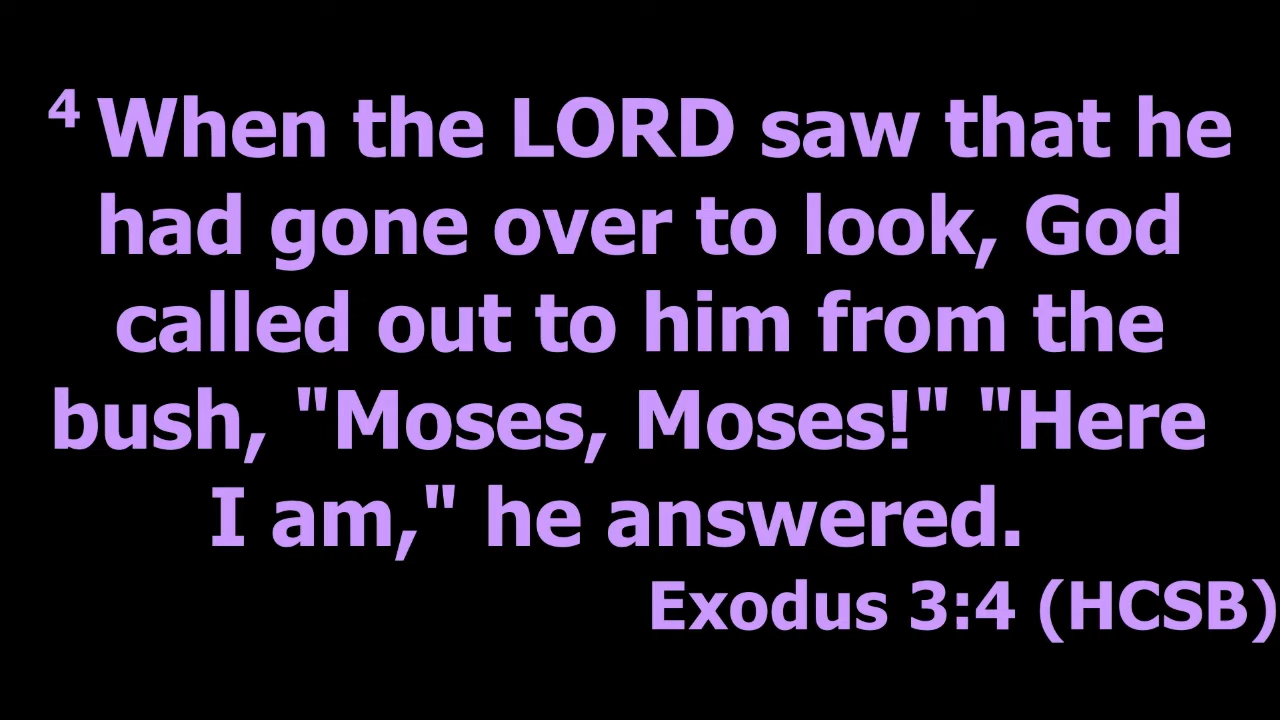 4 When the LORD saw that he
had gone over to look, God
called out to him from the
bush, "Moses, Moses!" "Here
I am," he answered.
Exodus 3:4 (HCSB)